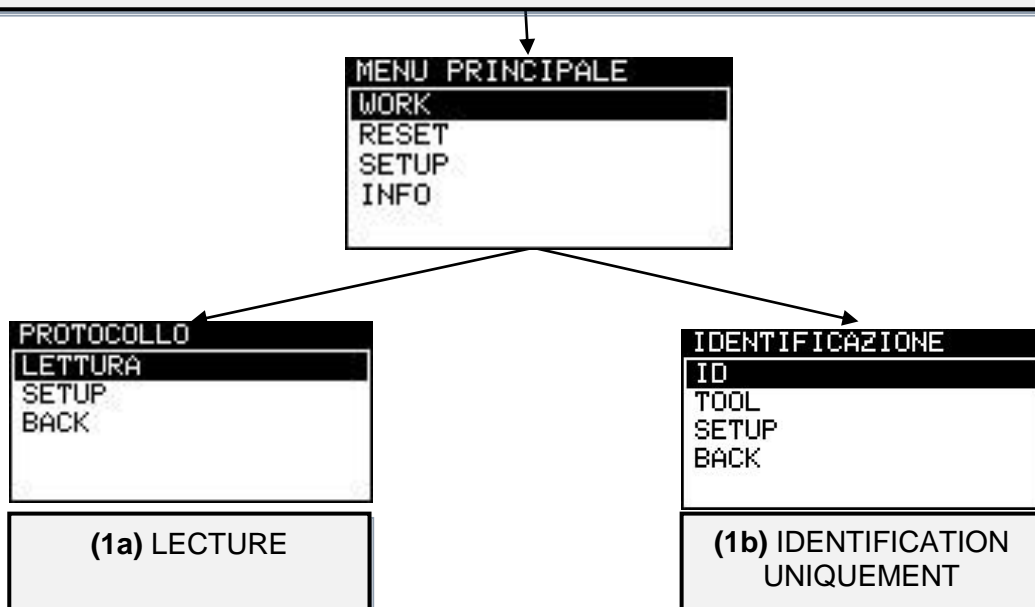 MENU PRINCIPALE
WORK
RESET
SETUP
INFO
PROTOCOLLO
LETTURA
SETUP
BACK
(1a) LECTURE
IDENTIFICAZIONE
ID
TOOL
SETUP
BACK
(1b) IDENTIFICATION
UNIQUEMENT